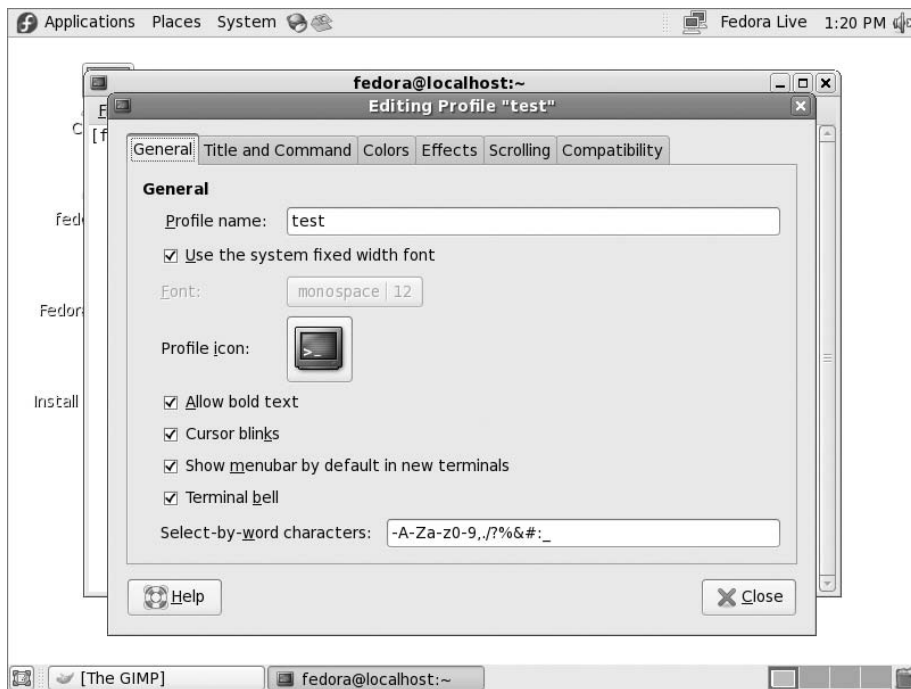 Applications Places System Fedora Live 1:20 PM
fedora@localhost:~
Editing Profile "test"
General Title and Command Colors Effects Scrolling Compatibility
General
Profile name: test
Use the system fixed width font
Font: monospace 12
Profile icon: >_
Allow bold text
Cursor blinks
Show menubar by default in new terminals
Terminal bell
Select-by-word characters: -A-Za-z0-9,./?%&#:_
Install
Help Close
[The GIMP] fedora@localhost:~